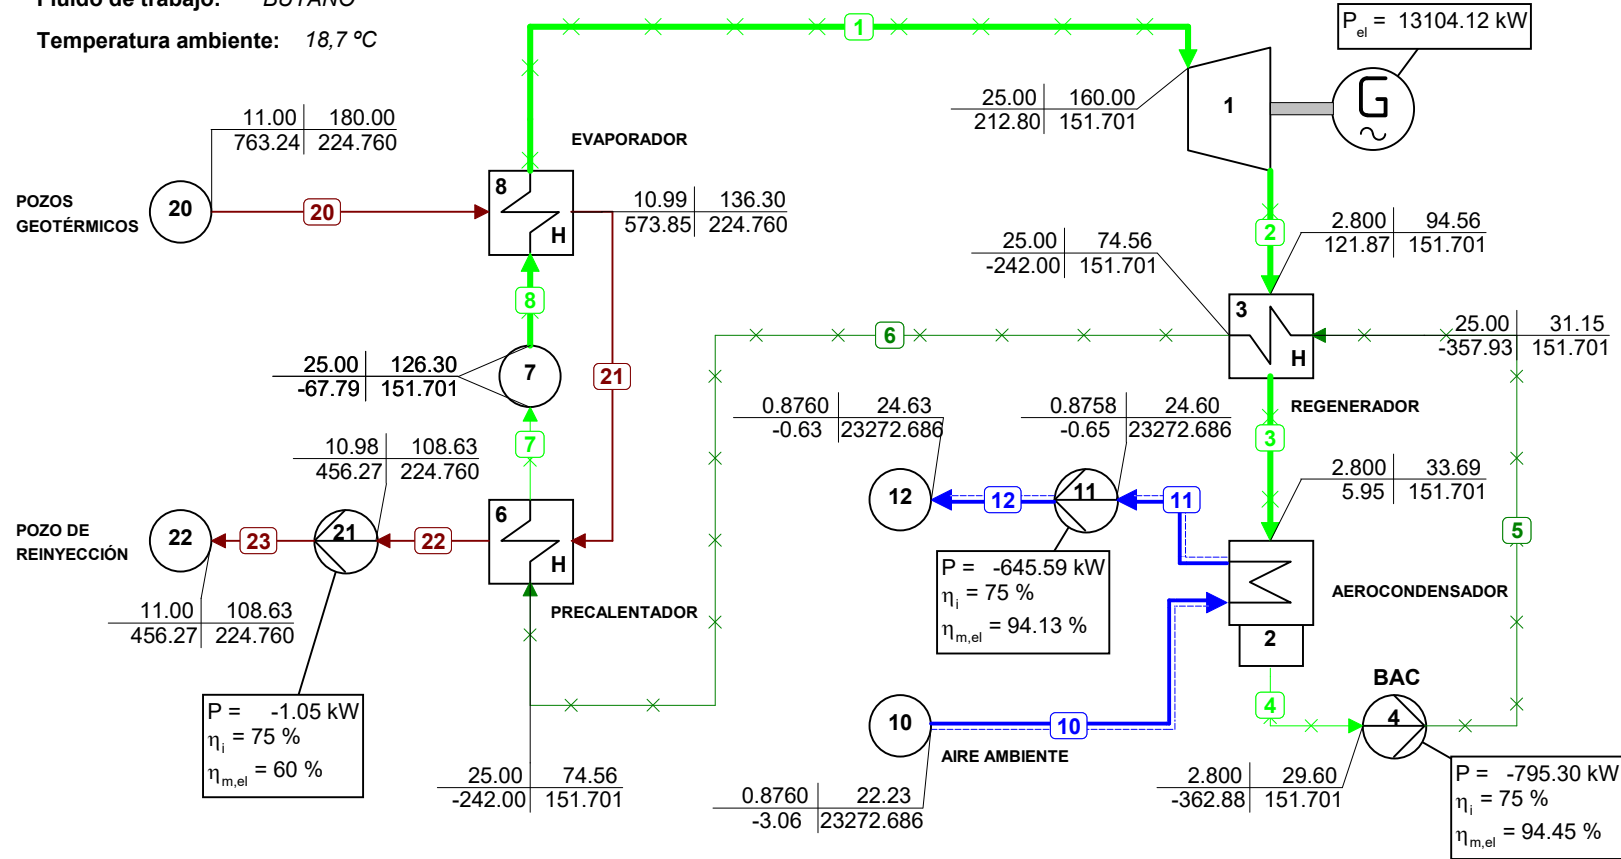 Fluido de trabajo: BUTANO
Temperatura ambiente: 18,7 ºC
P el = 13104.12 kW
G
1
1
25.00 160.00
212.80 151.701
11.00 180.00
763.24 224.760
EVAPORADOR
8
H
POZOS
GEOTÉRMICOS
20
20
10.99 136.30
573.85 224.760
2.800 94.56
121.87 151.701
2
25.00 74.56
-242.00 151.701
8
3
H
6
25.00 31.15
-357.93 151.701
25.00 126.30
-67.79 151.701
7
21
REGENERADOR
0.8760 24.63
-0.63 23272.686
0.8758 24.60
-0.65 23272.686
7
3
10.98 108.63
456.27 224.760
2.800 33.69
5.95 151.701
12
12
11
11
POZO DE
REINYECCIÓN
22
23
21
22
6
H
5
P = -645.59 kW
ηi = 75 %
ηm,el = 94.13 %
AEROCONDENSADOR
PRECALENTADOR
11.00 108.63
456.27 224.760
2
BAC
4
4
P = -1.05 kW
ηi = 75 %
ηm,el = 60 %
10
10
AIRE AMBIENTE
25.00 74.56
-242.00 151.701
0.8760 22.23
-3.06 23272.686
2.800 29.60
-362.88 151.701
P = -795.30 kW
ηi = 75 %
ηm,el = 94.45 %